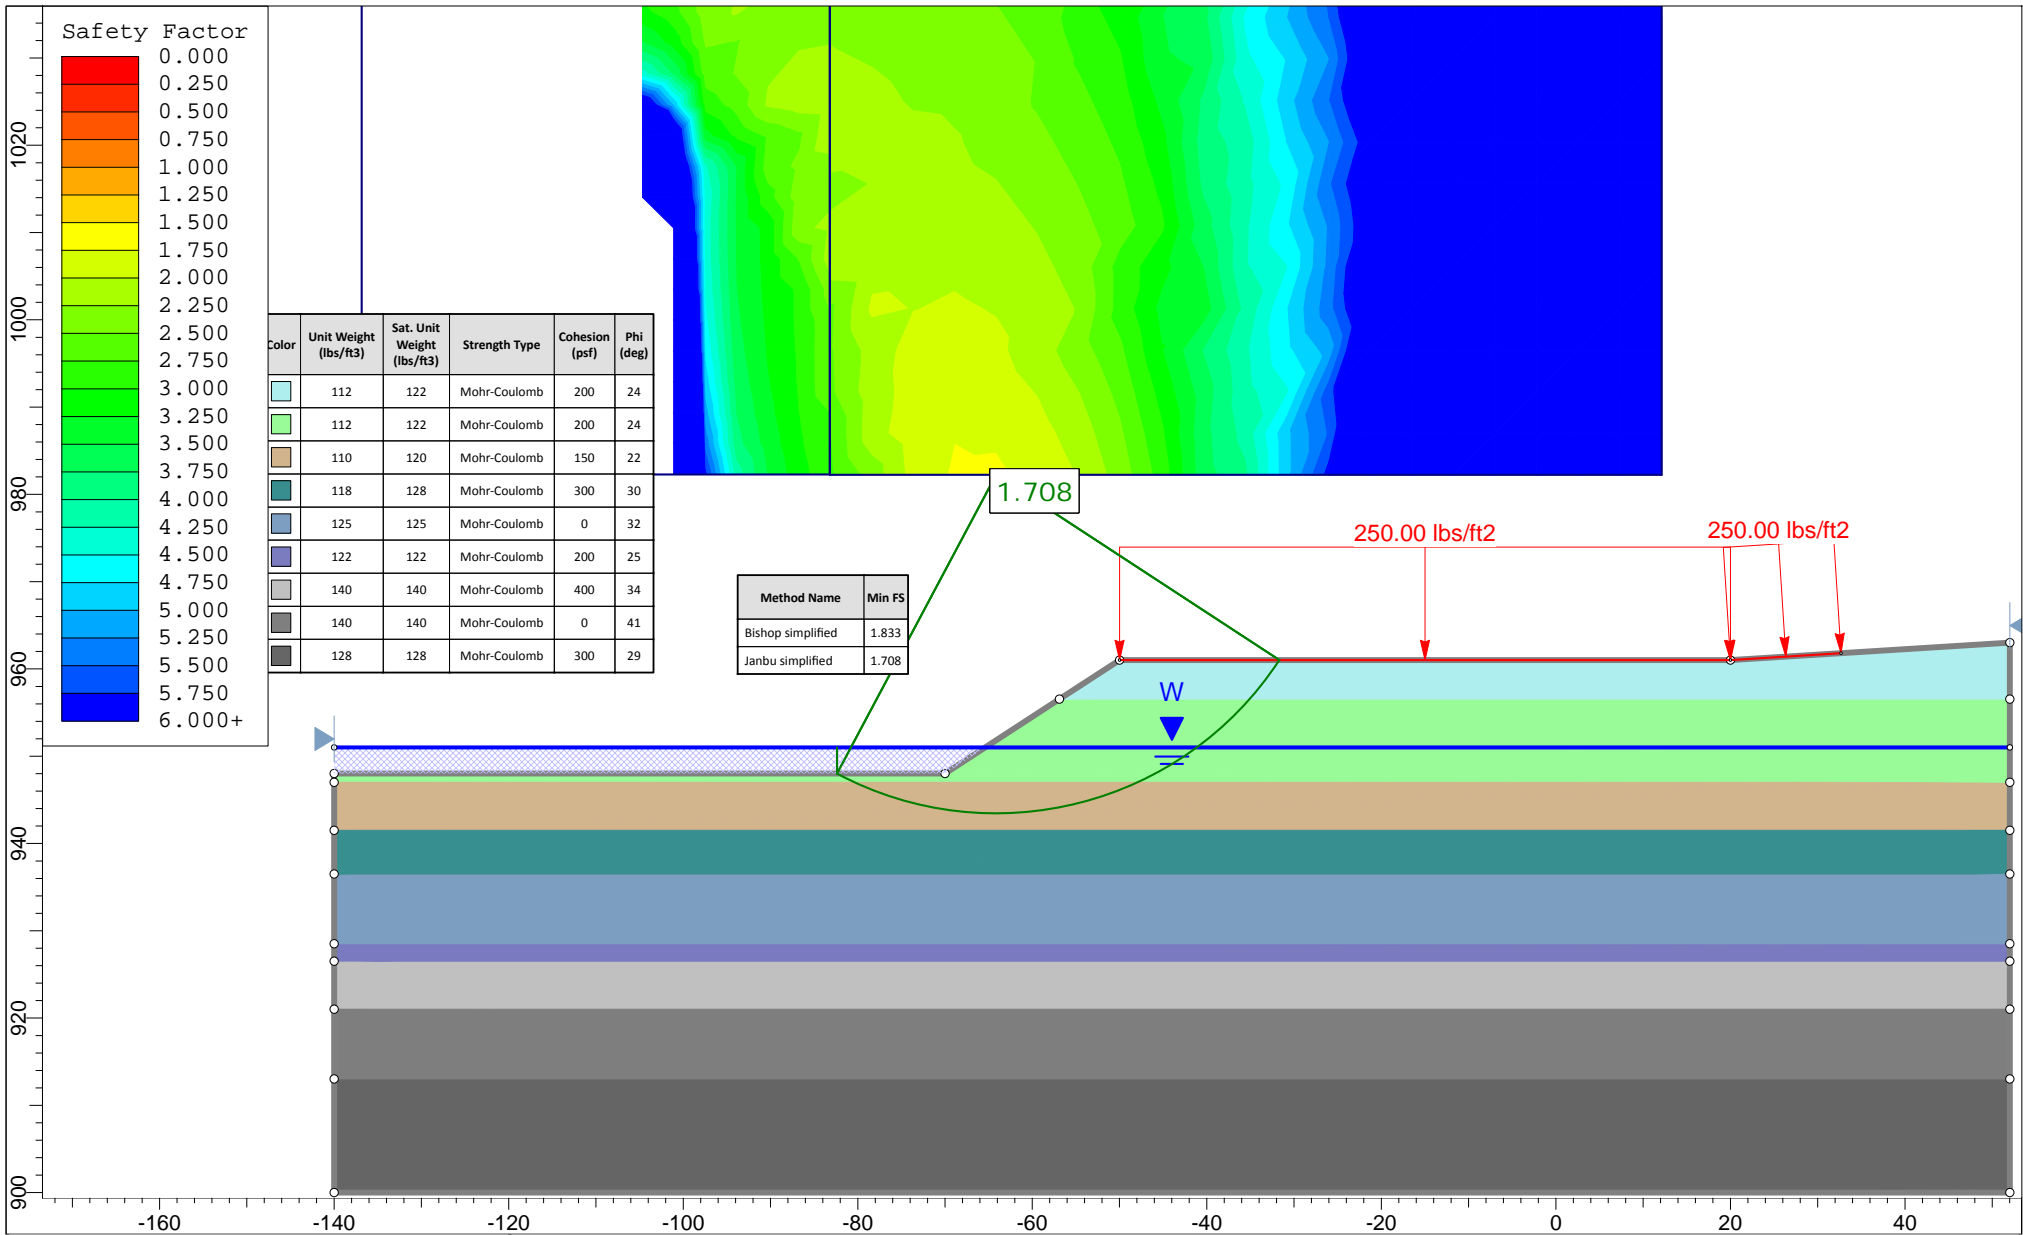 Safety Factor
0.000
0.250
0.500
0.750
1.000
1.250
1.500
1.750
2.000
2.250
2.500
2.750
3.000
3.250
3.500
3.750
4.000
4.250
4.500
4.750
5.000
5.250
5.500
5.750
6.000+
Color Unit Weight (lbs/ft3) Sat. Unit Weight (lbs/ft3) Strength Type Cohesion (psf) Phi (deg)
112 122 Mohr-Coulomb 200 24
112 122 Mohr-Coulomb 200 24
110 120 Mohr-Coulomb 150 22
118 128 Mohr-Coulomb 300 30
125 125 Mohr-Coulomb 0 32
122 122 Mohr-Coulomb 200 25
140 140 Mohr-Coulomb 400 34
140 140 Mohr-Coulomb 0 41
128 128 Mohr-Coulomb 300 29
1.708
Method Name Min FS
Bishop simplified 1.833
Janbu simplified 1.708
250.00 lbs/ft2
250.00 lbs/ft2
W
1020
1000
980
960
940
920
900
-160 -140 -120 -100 -80 -60 -40 -20 0 20 40